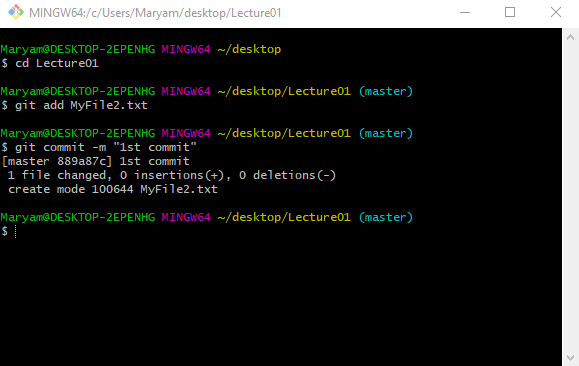 MINGW64:/c/Users/Maryam/desktop/Lecture01
Maryam@DESKTOP-2EPENHG MINGW64 ~/desktop
$ cd Lecture01
Maryam@DESKTOP-2EPENHG MINGW64 ~/desktop/Lecture01 (master)
$ git add MyFile2.txt
Maryam@DESKTOP-2EPENHG MINGW64 ~/desktop/Lecture01 (master)
$ git commit -m "1st commit"
[master 889a87c] 1st commit
 1 file changed, 0 insertions(+), 0 deletions(-)
 create mode 100644 MyFile2.txt
Maryam@DESKTOP-2EPENHG MINGW64 ~/desktop/Lecture01 (master)
$